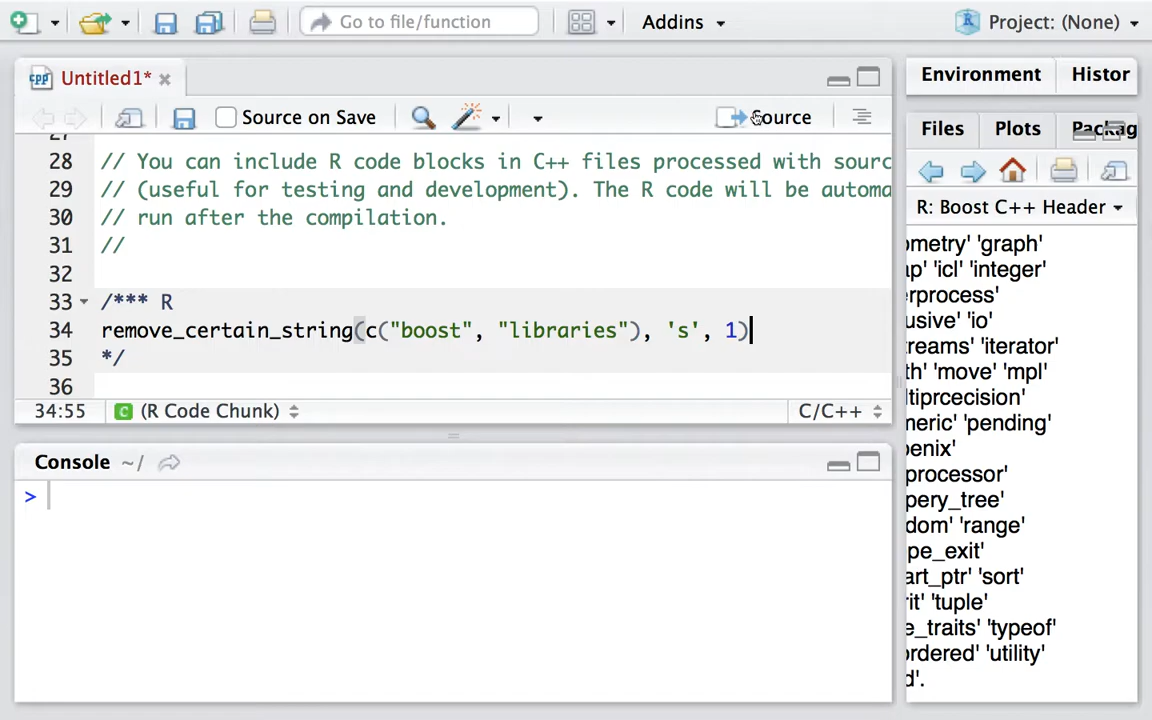 Go to file/function
Addins
Project: (None)
cpp Untitled1*
Source on Save
Source
27
28 // You can include R code blocks in C++ files processed with sourc
29 // (useful for testing and development). The R code will be automa
30 // run after the compilation.
31 //
32
33 /*** R
34 remove_certain_string(c("boost", "libraries"), 's', 1)
35 */
36
34:55
C (R Code Chunk)
C/C++
Console ~/
>
Environment
Histor
Files
Plots
Packag
R: Boost C++ Header
ometry' 'graph'
ap' 'icl' 'integer'
erprocess'
usive' 'io'
reams' 'iterator'
th' 'move' 'mpl'
ltiprcecision'
meric' 'pending'
oenix'
processor'
pery_tree'
dom' 'range'
pe_exit'
art_ptr' 'sort'
rit' 'tuple'
e_traits' 'typeof'
ordered' 'utility'
d'.